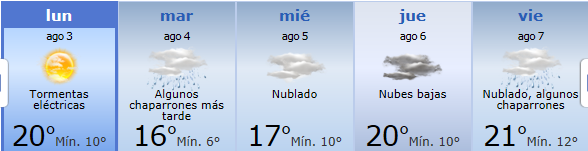 lun
ago 3
Tormentas
eléctricas
20° Mín. 10°
mar
ago 4
Algunos
chaparrones más
tarde
16° Mín. 6°
mié
ago 5
Nublado
17° Mín. 10°
jue
ago 6
Nubes bajas
20° Mín. 10°
vie
ago 7
Nublado, algunos
chaparrones
21° Mín. 12°